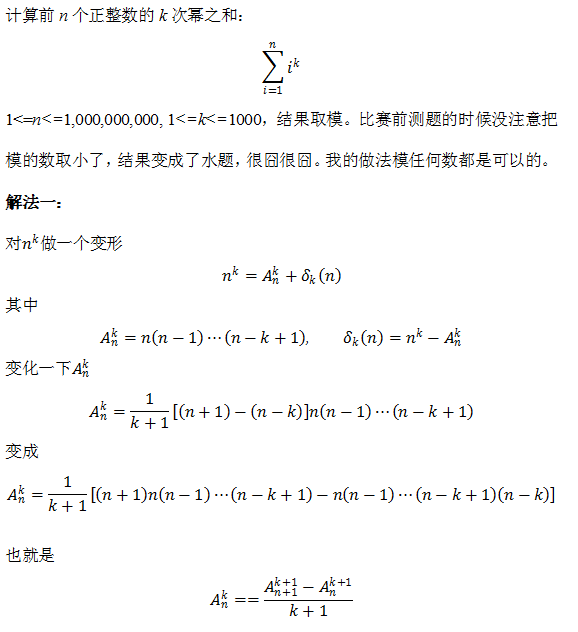 计算前 n 个正整数的 k 次幂之和:
$$\sum_{i=1}^{n} i^k$$
1<=n<=1,000,000,000, 1<=k<=1000，结果取模。比赛前测题的时候没注意把
模的数取小了，结果变成了水题，很囧很囧。我的做法模任何数都是可以的。
解法一：
对$n^k$做一个变形
$$n^k = A_n^k + \delta_k(n)$$
其中
$$A_n^k = n(n-1)\cdots(n-k+1), \qquad \delta_k(n) = n^k - A_n^k$$
变化一下$A_n^k$
$$A_n^k = \frac{1}{k+1}[(n+1)-(n-k)]n(n-1)\cdots(n-k+1)$$
变成
$$A_n^k = \frac{1}{k+1}[(n+1)n(n-1)\cdots(n-k+1) - n(n-1)\cdots(n-k+1)(n-k)]$$
也就是
$$A_n^k == \frac{A_{n+1}^{k+1} - A_n^{k+1}}{k+1}$$